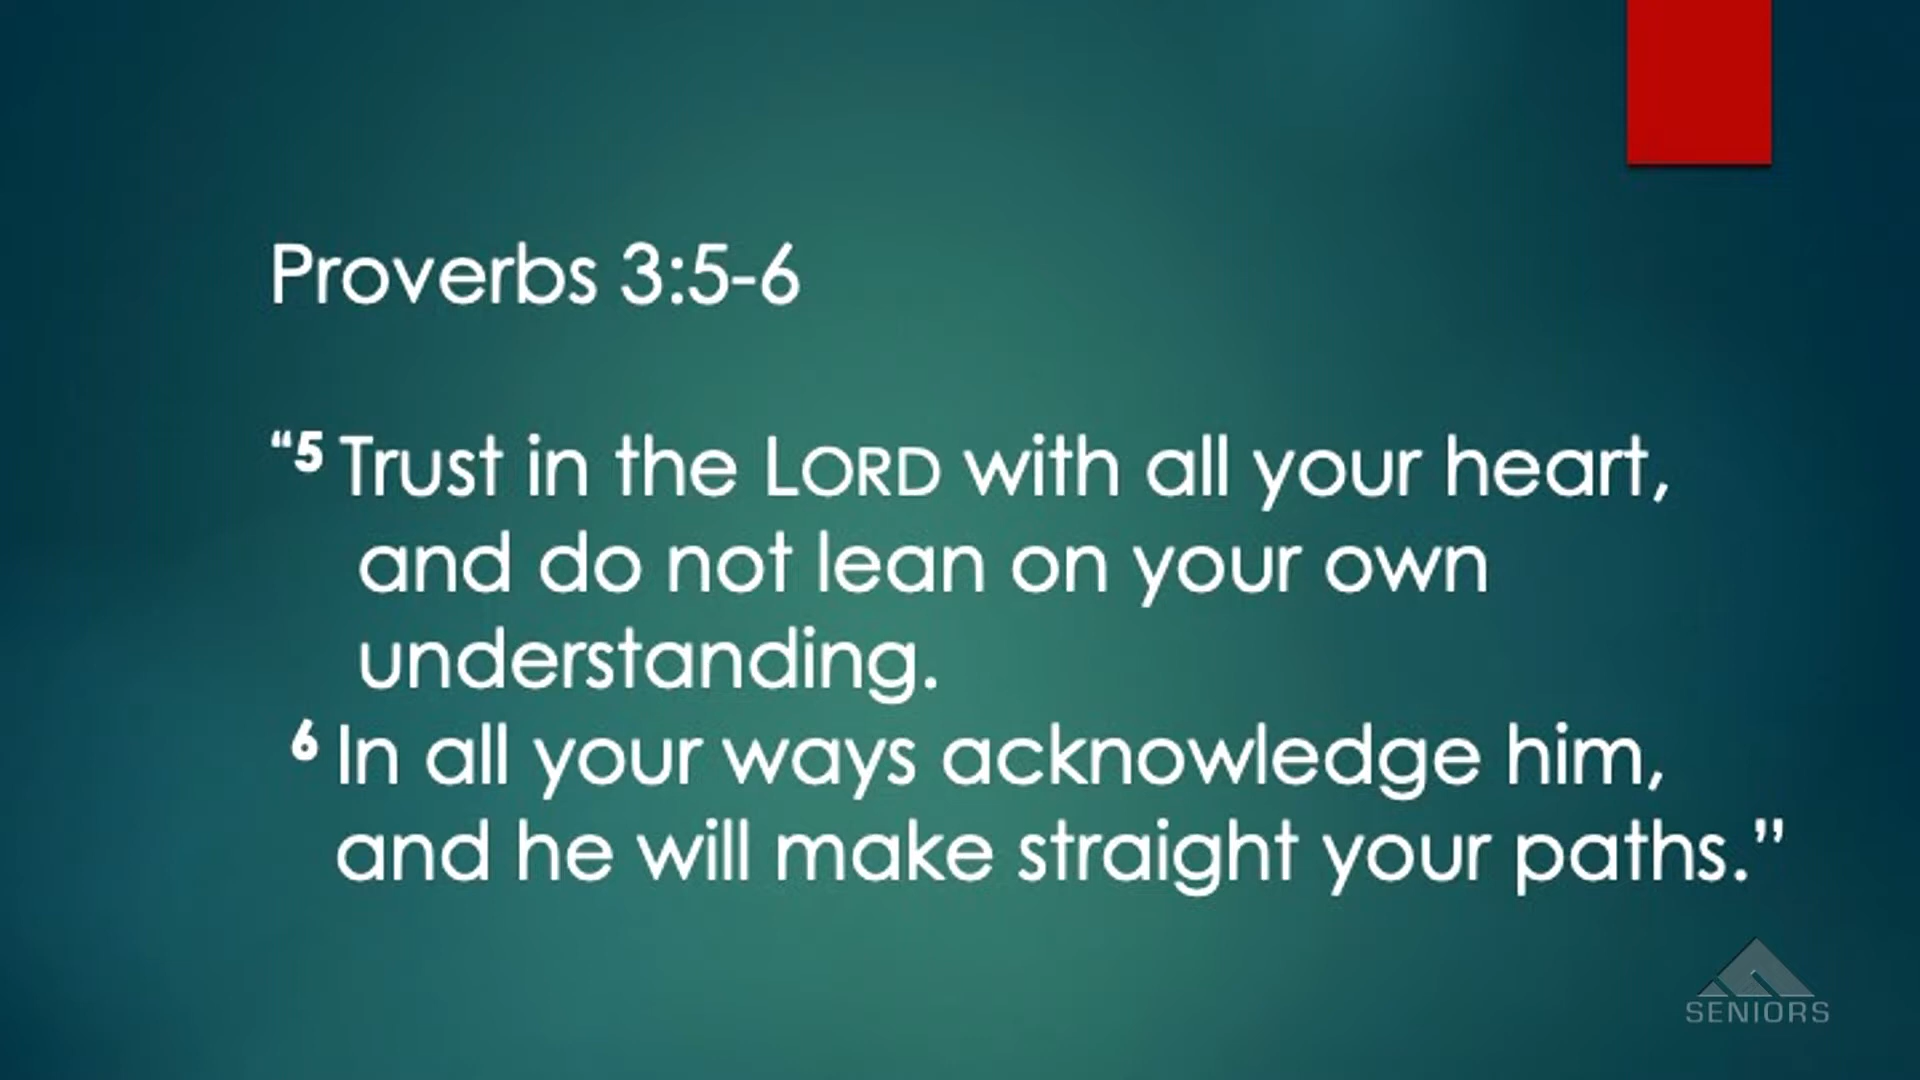 Proverbs 3:5-6
“5 Trust in the LORD with all your heart,
and do not lean on your own
understanding.
6 In all your ways acknowledge him,
and he will make straight your paths.”
SENIORS